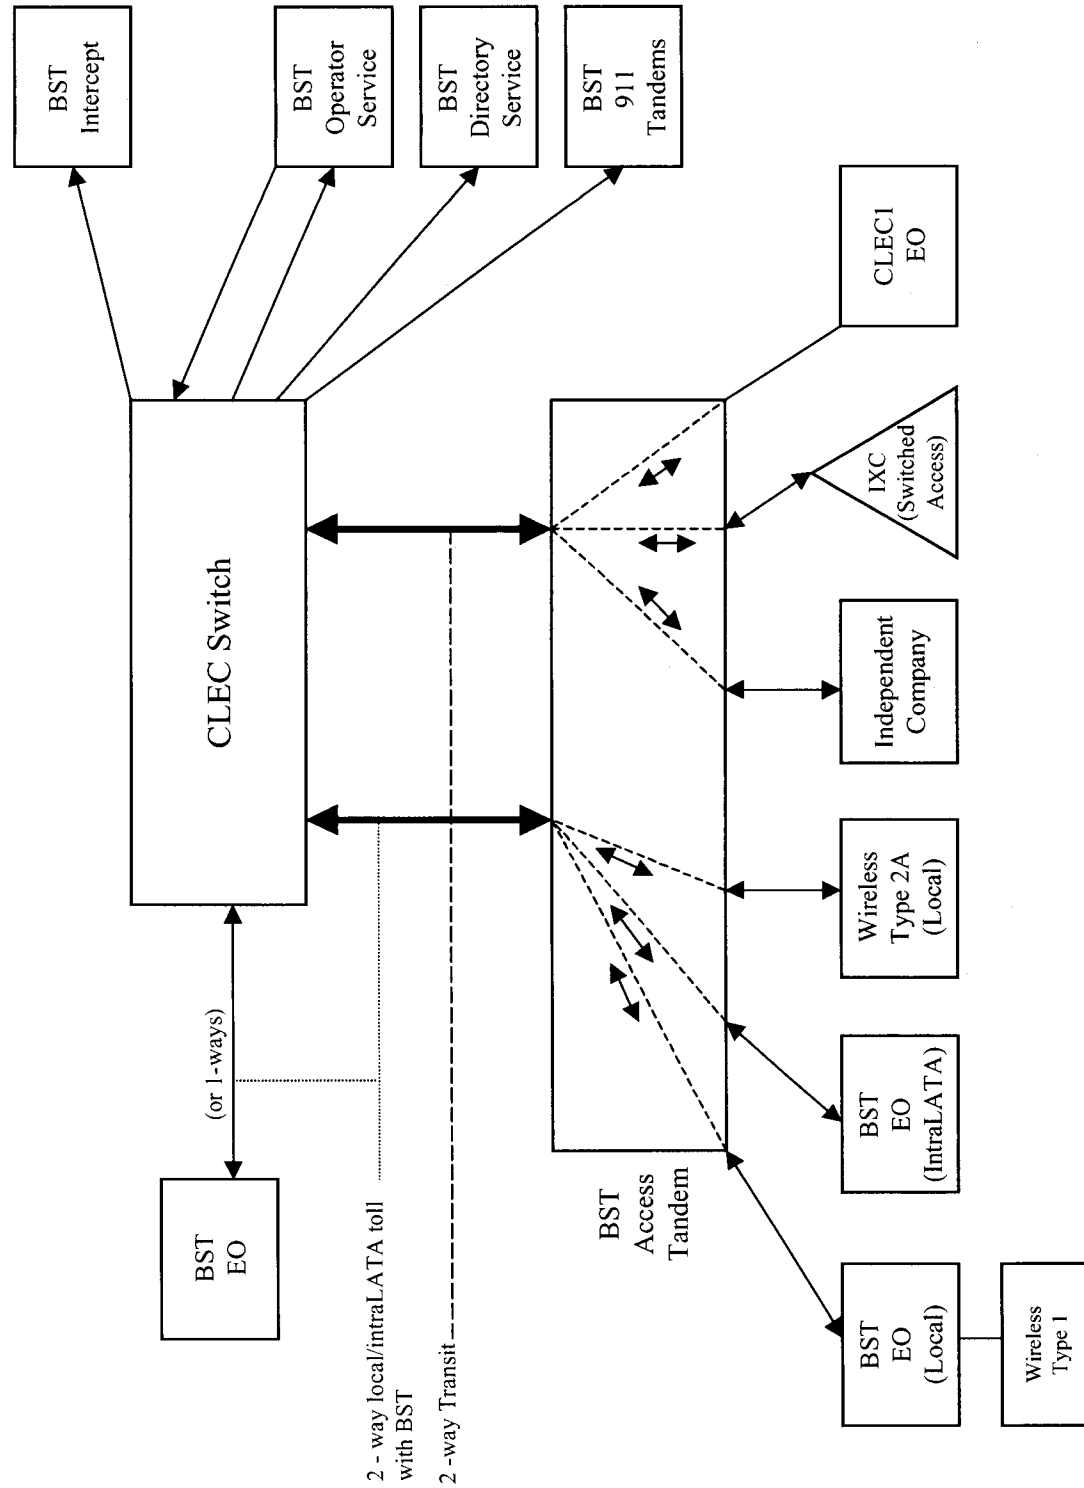 BST
EO
(or 1-ways)
CLEC Switch
BST
Intercept
BST
Operator
Service
BST
Directory
Service
BST
911
Tandems
2 - way local/intraLATA toll
with BST
2 -way Transit
BST
Access
Tandem
BST
EO
(Local)
Wireless
Type 1
BST
EO
(IntraLATA)
Wireless
Type 2A
(Local)
Independent
Company
IXC
(Switched
Access)
CLEC1
EO